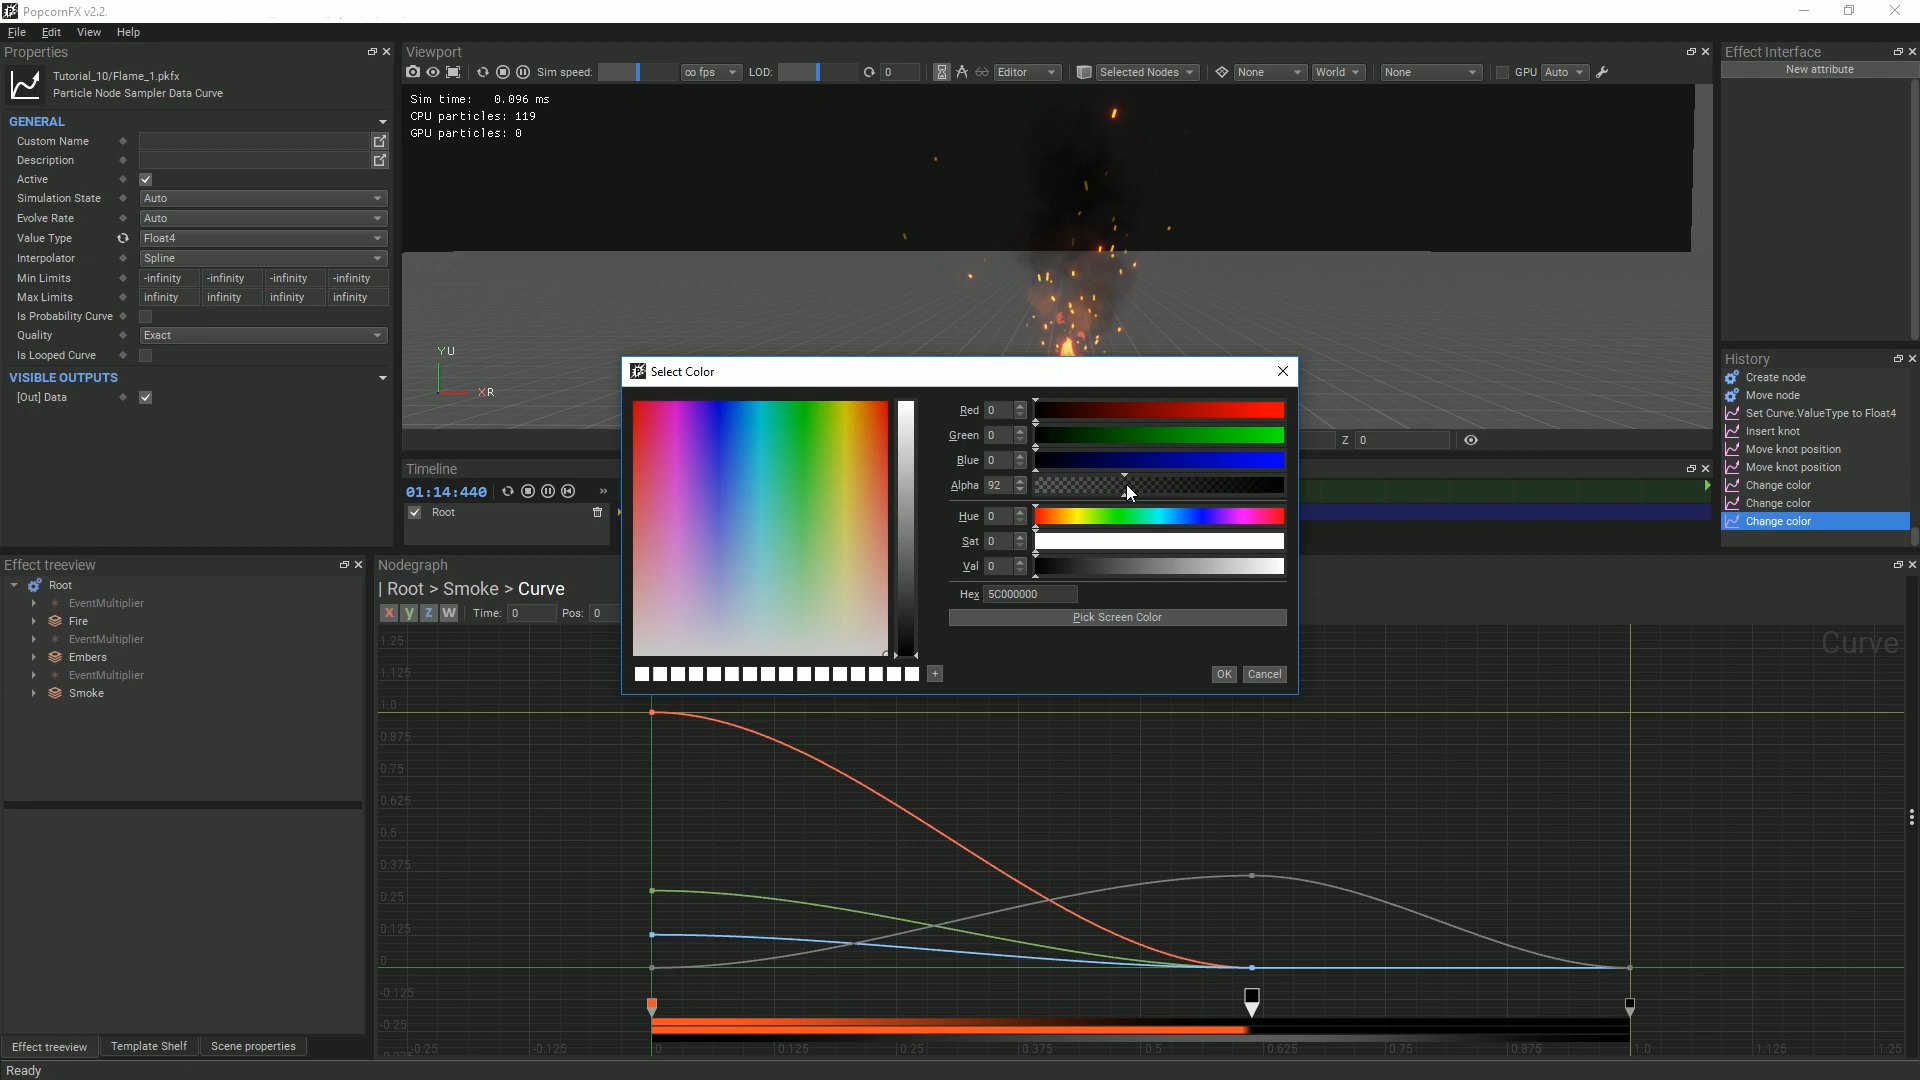 PopcornFX v2.2.
File Edit View Help
Properties
Tutorial_10/Flame_1.pkfx
Particle Node Sampler Data Curve
GENERAL
Custom Name
Description
Active
Simulation State Auto
Evolve Rate Auto
Value Type Float4
Interpolator Spline
Min Limits -infinity -infinity -infinity -infinity
Max Limits infinity infinity infinity infinity
Is Probability Curve
Quality Exact
Is Looped Curve
VISIBLE OUTPUTS
[Out] Data
Viewport
Sim speed: ∞ fps LOD: 0 Editor Selected Nodes None World None GPU Auto
Sim time: 0.096 ms
CPU particles: 119
GPU particles: 0
YU
XR
Z 0
Effect Interface
New attribute
History
Create node
Move node
Set Curve.ValueType to Float4
Insert knot
Move knot position
Move knot position
Change color
Change color
Change color
Timeline
01:14:440 »
Root
Select Color
Red 0
Green 0
Blue 0
Alpha 92
Hue 0
Sat 0
Val 0
Hex 5C000000
Pick Screen Color
+
OK Cancel
Effect treeview
Root
EventMultiplier
Fire
EventMultiplier
Embers
EventMultiplier
Smoke
Nodegraph
| Root > Smoke > Curve
X y z W Time: 0 Pos: 0
Curve
1.25
1.125
1.0
0.875
0.75
0.625
0.5
0.375
0.25
0.125
0
-0.125
-0.25
-0.25 -0.125 0 0.125 0.25 0.375 0.5 0.625 0.75 0.875 1.0 1.125 1.25
Effect treeview Template Shelf Scene properties
Ready